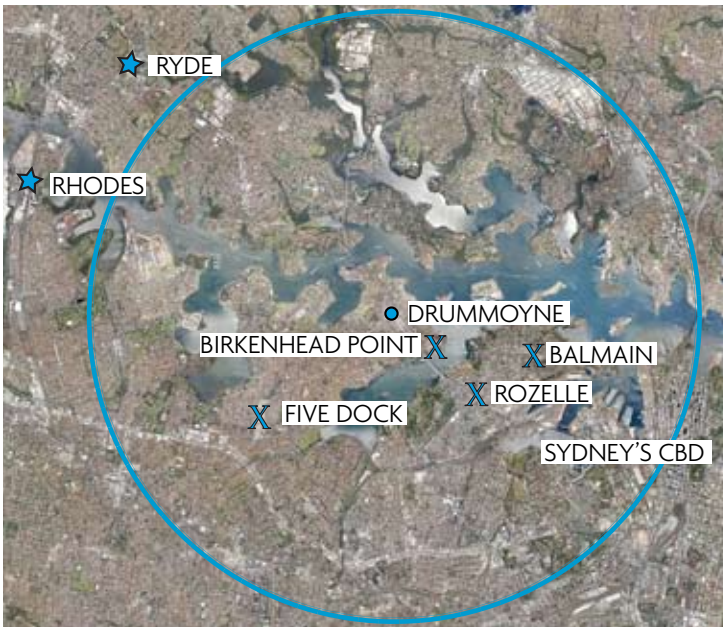 RYDE
RHODES
DRUMMOYNE
BIRKENHEAD POINT
BALMAIN
ROZELLE
FIVE DOCK
SYDNEY'S CBD